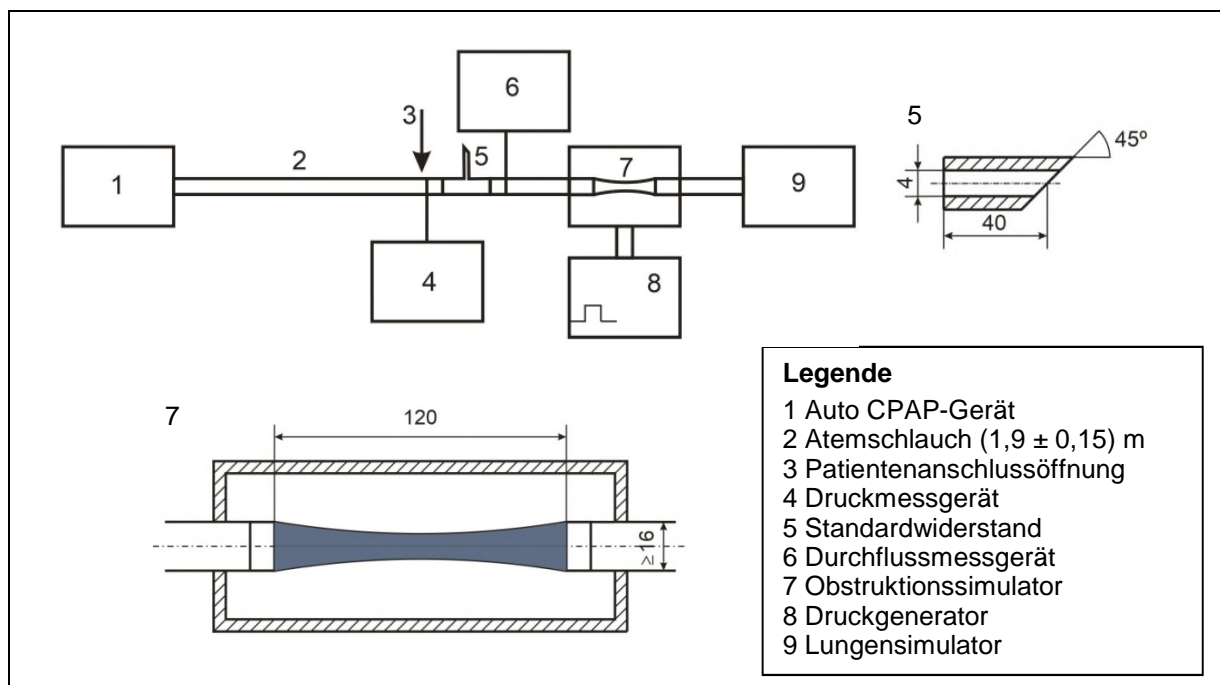 6
3
5
2
7
1
9
4
8
5
45º
4
40
7
120
≥16
Legende
1 Auto CPAP-Gerät
2 Atemschlauch (1,9 ± 0,15) m
3 Patientenanschlussöffnung
4 Druckmessgerät
5 Standardwiderstand
6 Durchflussmessgerät
7 Obstruktionssimulator
8 Druckgenerator
9 Lungensimulator